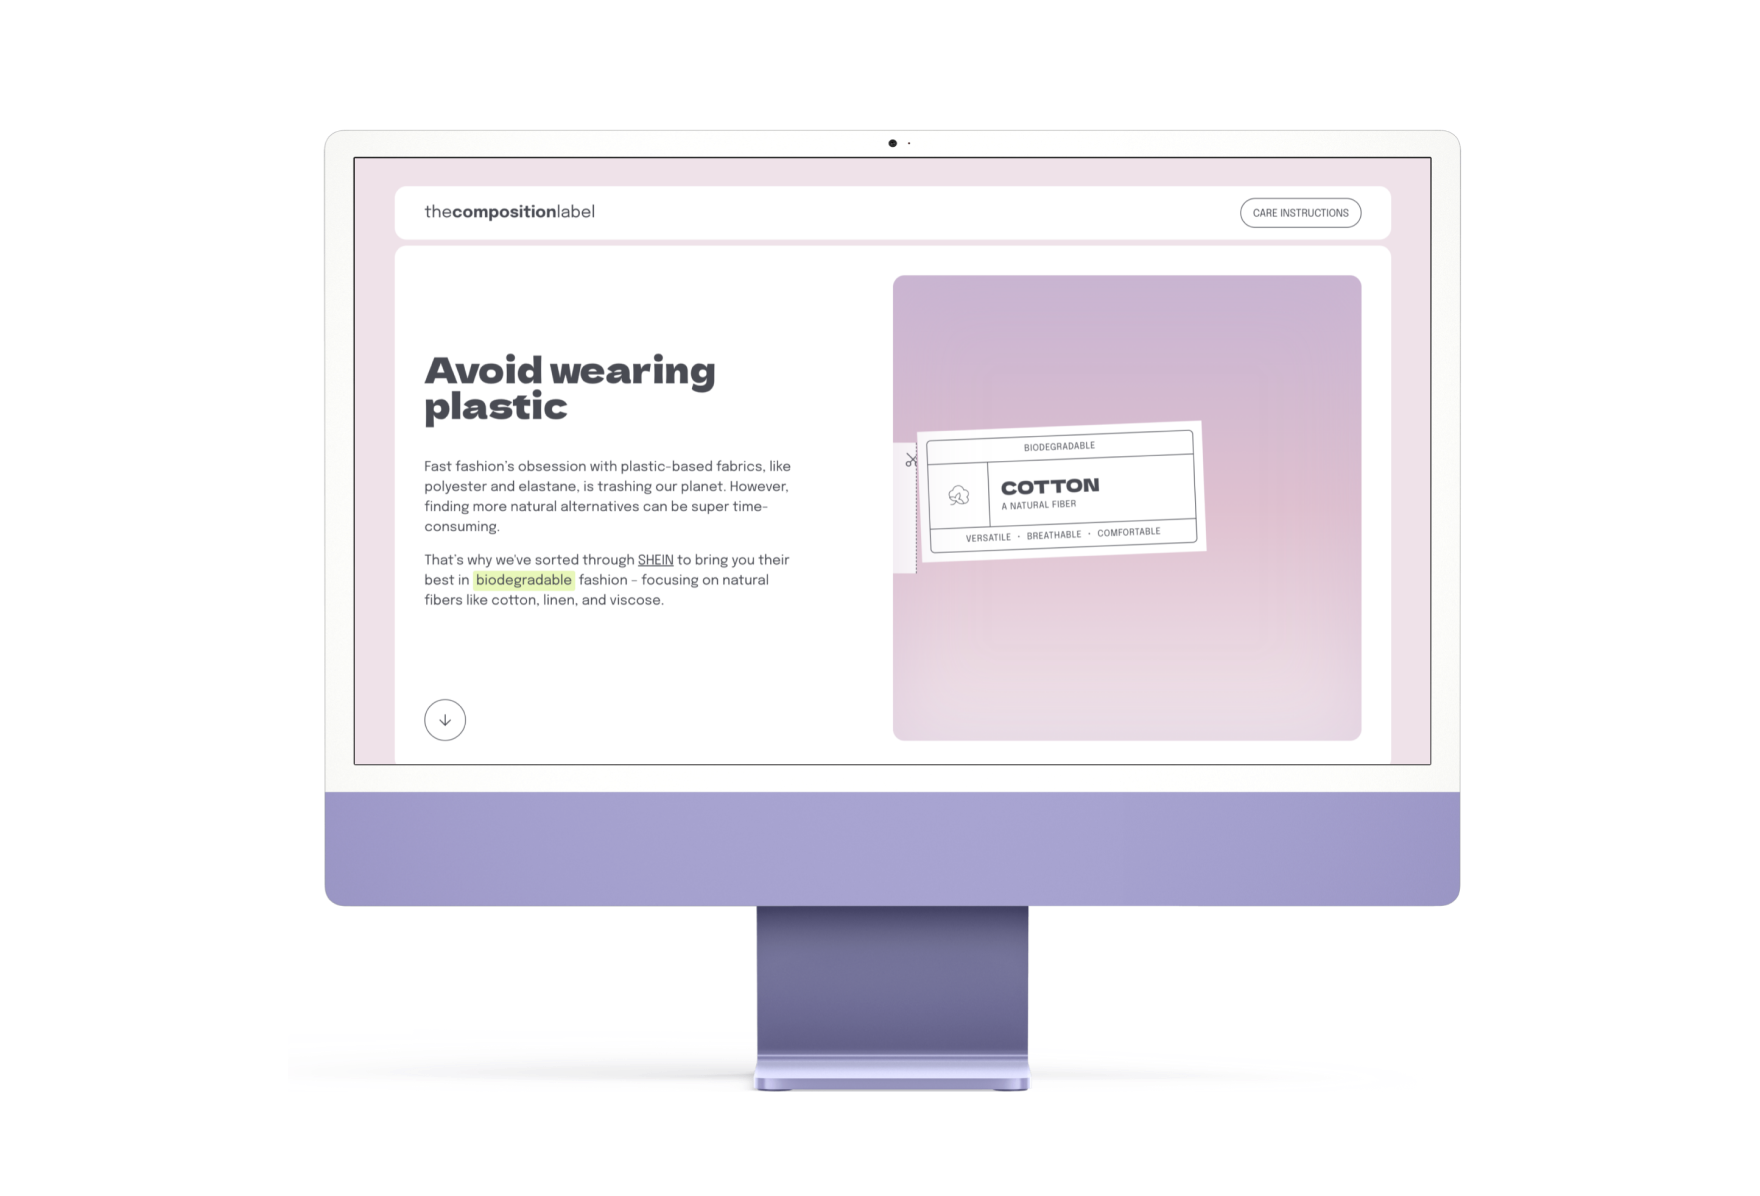 thecompositionlabel
CARE INSTRUCTIONS
Avoid wearing
plastic
Fast fashion's obsession with plastic-based fabrics, like
polyester and elastane, is trashing our planet. However,
finding more natural alternatives can be super time-
consuming.
That's why we've sorted through SHEIN to bring you their
best in biodegradable fashion – focusing on natural
fibers like cotton, linen, and viscose.
BIODEGRADABLE
COTTON
A NATURAL FIBER
VERSATILE · BREATHABLE · COMFORTABLE